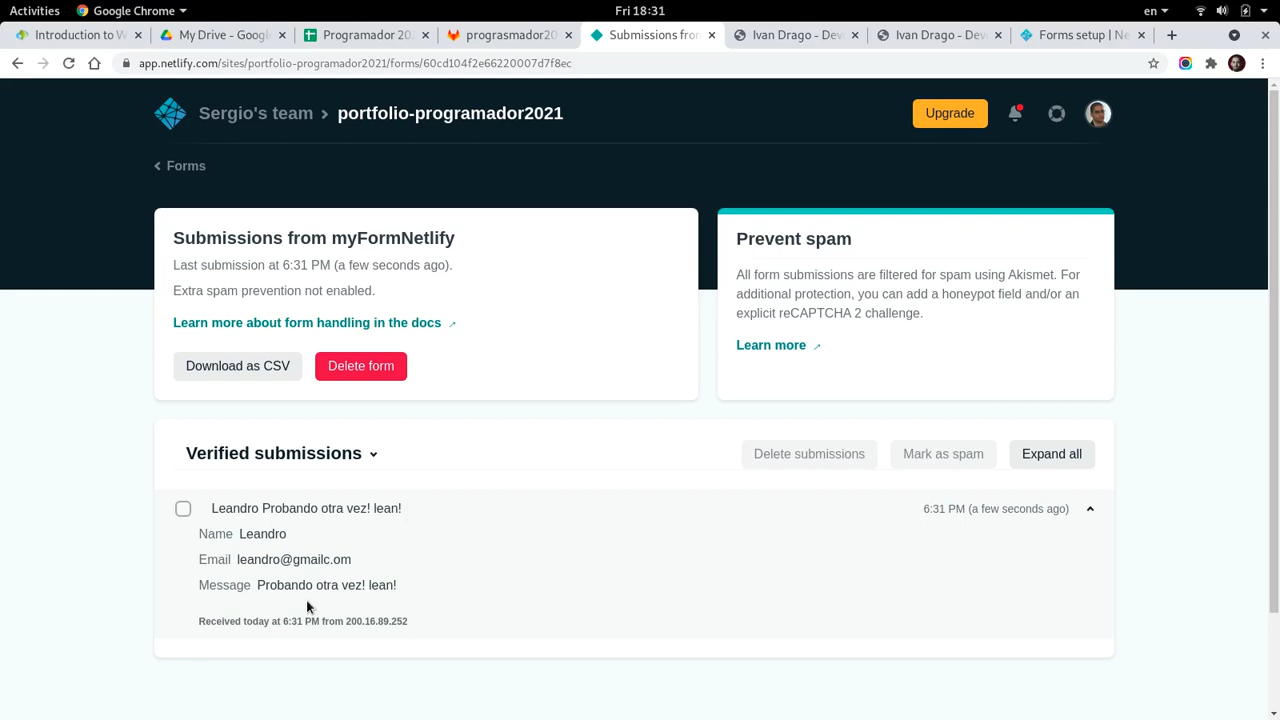 Activities
Google Chrome
Fri 18:31
en
Introduction to W
My Drive - Googl
Programador 20
prograsmador20
Submissions from
Ivan Drago - Dev
Ivan Drago - Dev
Forms setup | Ne
app.netlify.com/sites/portfolio-programador2021/forms/60cd104f2e66220007d7f8ec
Sergio's team
portfolio-programador2021
Upgrade
Forms
Submissions from myFormNetlify
Last submission at 6:31 PM (a few seconds ago).
Extra spam prevention not enabled.
Learn more about form handling in the docs
Download as CSV
Delete form
Prevent spam
All form submissions are filtered for spam using Akismet. For
additional protection, you can add a honeypot field and/or an
explicit reCAPTCHA 2 challenge.
Learn more
Verified submissions
Delete submissions
Mark as spam
Expand all
Leandro Probando otra vez! lean!
6:31 PM (a few seconds ago)
Name Leandro
Email leandro@gmailc.om
Message Probando otra vez! lean!
Received today at 6:31 PM from 200.16.89.252